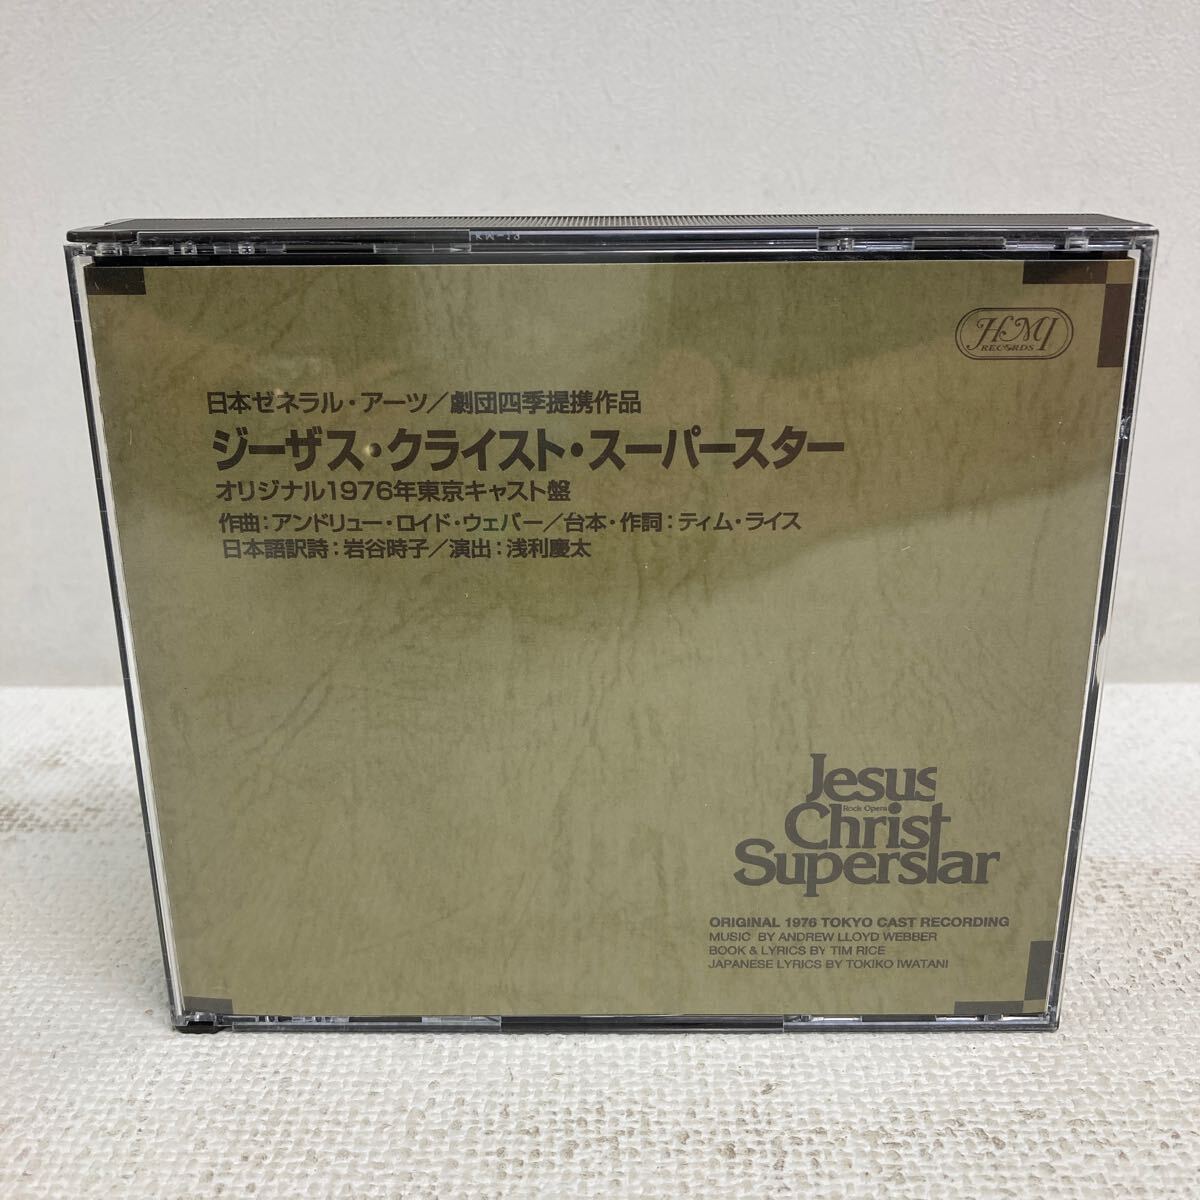 HMI
RECORDS
日本ゼネラル・アーツ／劇団四季提携作品
ジーザス・クライスト・スーパースター
オリジナル1976年東京キャスト盤
作曲：アンドリュー・ロイド・ウェバー／台本・作詞：ティム・ライス
日本語訳詩：岩谷時子／演出：浅利慶太
Jesus
Rock Opera
Christ
Superstar
ORIGINAL 1976 TOKYO CAST RECORDING
MUSIC BY ANDREW LLOYD WEBBER
BOOK & LYRICS BY TIM RICE
JAPANESE LYRICS BY TOKIKO IWATANI